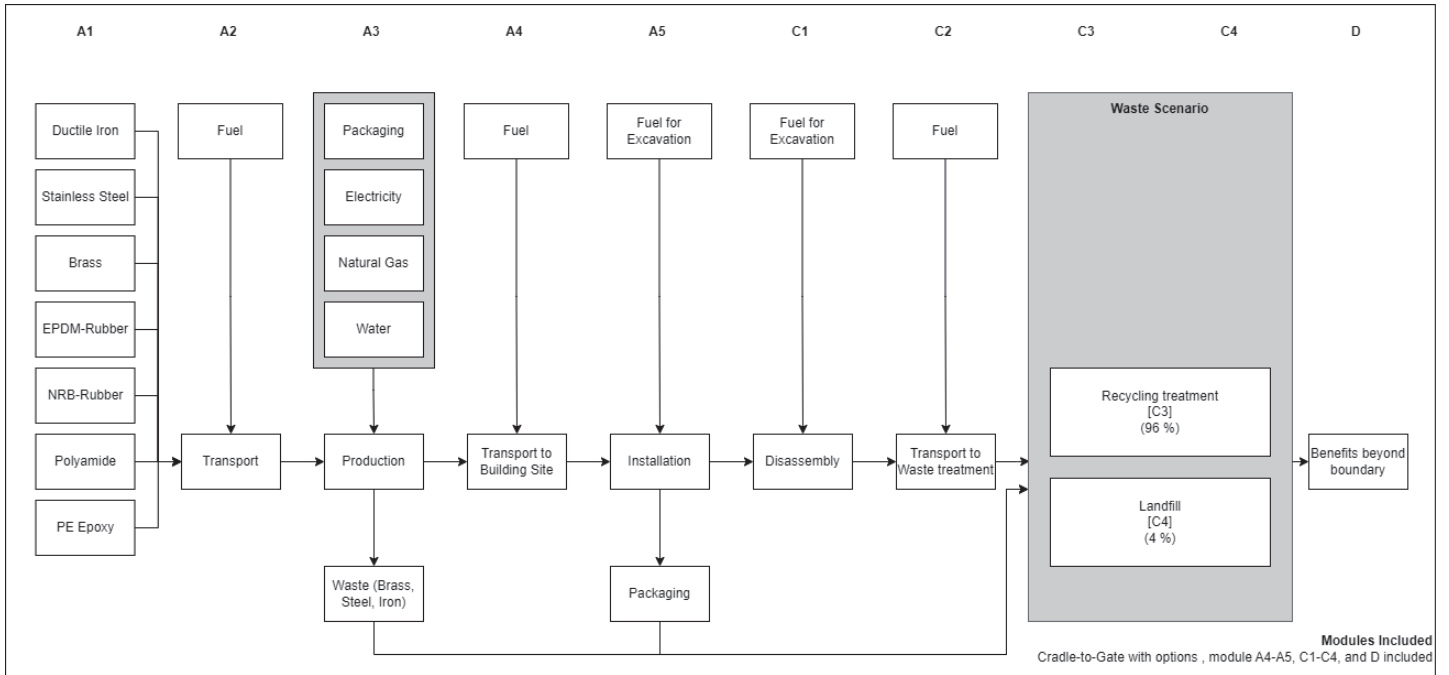 A1
A2
A3
A4
A5
C1
C2
C3
C4
D
Ductile Iron
Stainless Steel
Brass
EPDM-Rubber
NRB-Rubber
Polyamide
PE Epoxy
Fuel
Transport
Packaging
Electricity
Natural Gas
Water
Production
Waste (Brass,
Steel, Iron)
Fuel
Transport to
Building Site
Fuel for
Excavation
Installation
Packaging
Fuel for
Excavation
Disassembly
Fuel
Transport to
Waste treatment
Waste Scenario
Recycling treatment
[C3]
(96 %)
Landfill
[C4]
(4 %)
Benefits beyond
boundary
Modules Included
Cradle-to-Gate with options , module A4-A5, C1-C4, and D included